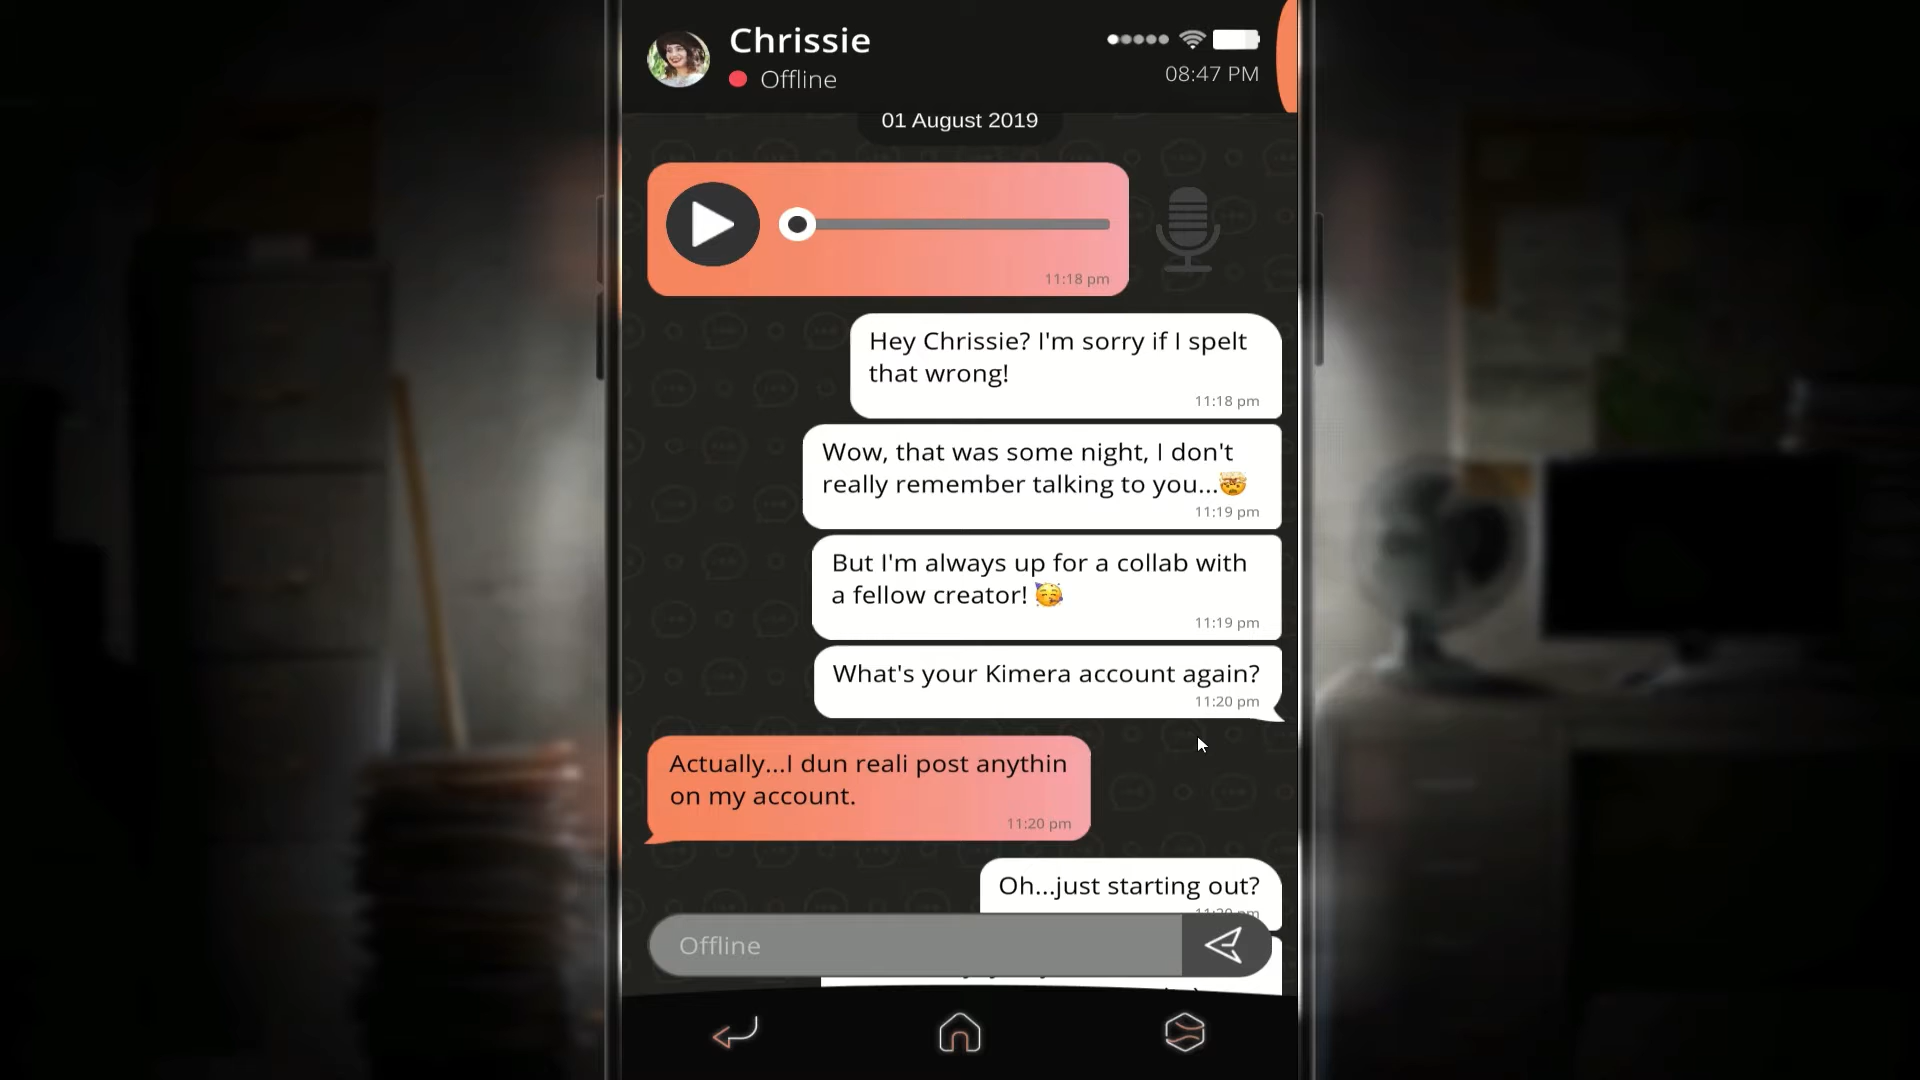 Chrissie
Offline
08:47 PM
01 August 2019
11:18 pm
Hey Chrissie? I'm sorry if I spelt
that wrong!
11:18 pm
Wow, that was some night, I don't
really remember talking to you...🤯
11:19 pm
But I'm always up for a collab with
a fellow creator! 🥳
11:19 pm
What's your Kimera account again?
11:20 pm
Actually...I dun reali post anythin
on my account.
11:20 pm
Oh...just starting out?
11:20 pm
Offline